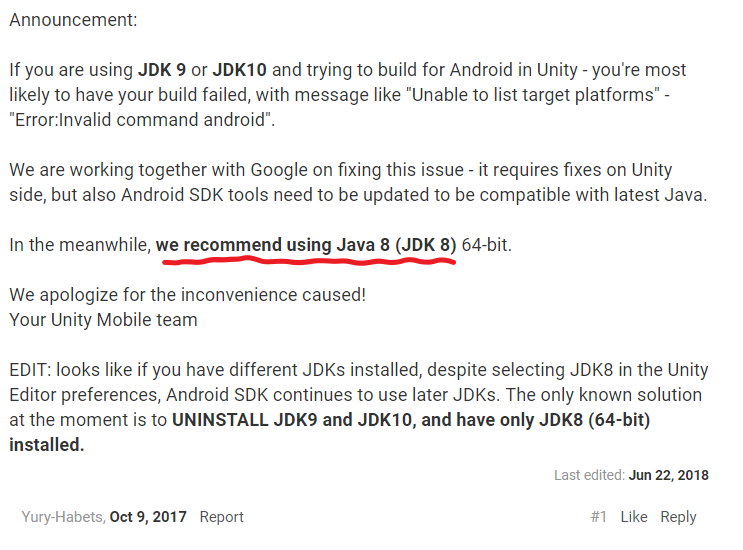 Announcement:
If you are using JDK 9 or JDK10 and trying to build for Android in Unity - you're most
likely to have your build failed, with message like "Unable to list target platforms" -
"Error:Invalid command android".
We are working together with Google on fixing this issue - it requires fixes on Unity
side, but also Android SDK tools need to be updated to be compatible with latest Java.
In the meanwhile, we recommend using Java 8 (JDK 8) 64-bit.
We apologize for the inconvenience caused!
Your Unity Mobile team
EDIT: looks like if you have different JDKs installed, despite selecting JDK8 in the Unity
Editor preferences, Android SDK continues to use later JDKs. The only known solution
at the moment is to UNINSTALL JDK9 and JDK10, and have only JDK8 (64-bit)
installed.
Last edited: Jun 22, 2018
Yury-Habets, Oct 9, 2017 Report #1 Like Reply